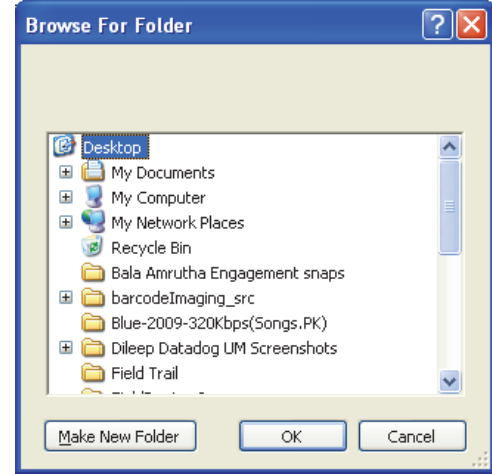 Browse For Folder
Desktop
My Documents
My Computer
My Network Places
Recycle Bin
Bala Amrutha Engagement snaps
barcodeImaging_src
Blue-2009-320Kbps(Songs.PK)
Dileep Datadog UM Screenshots
Field Trail
Make New Folder
OK
Cancel